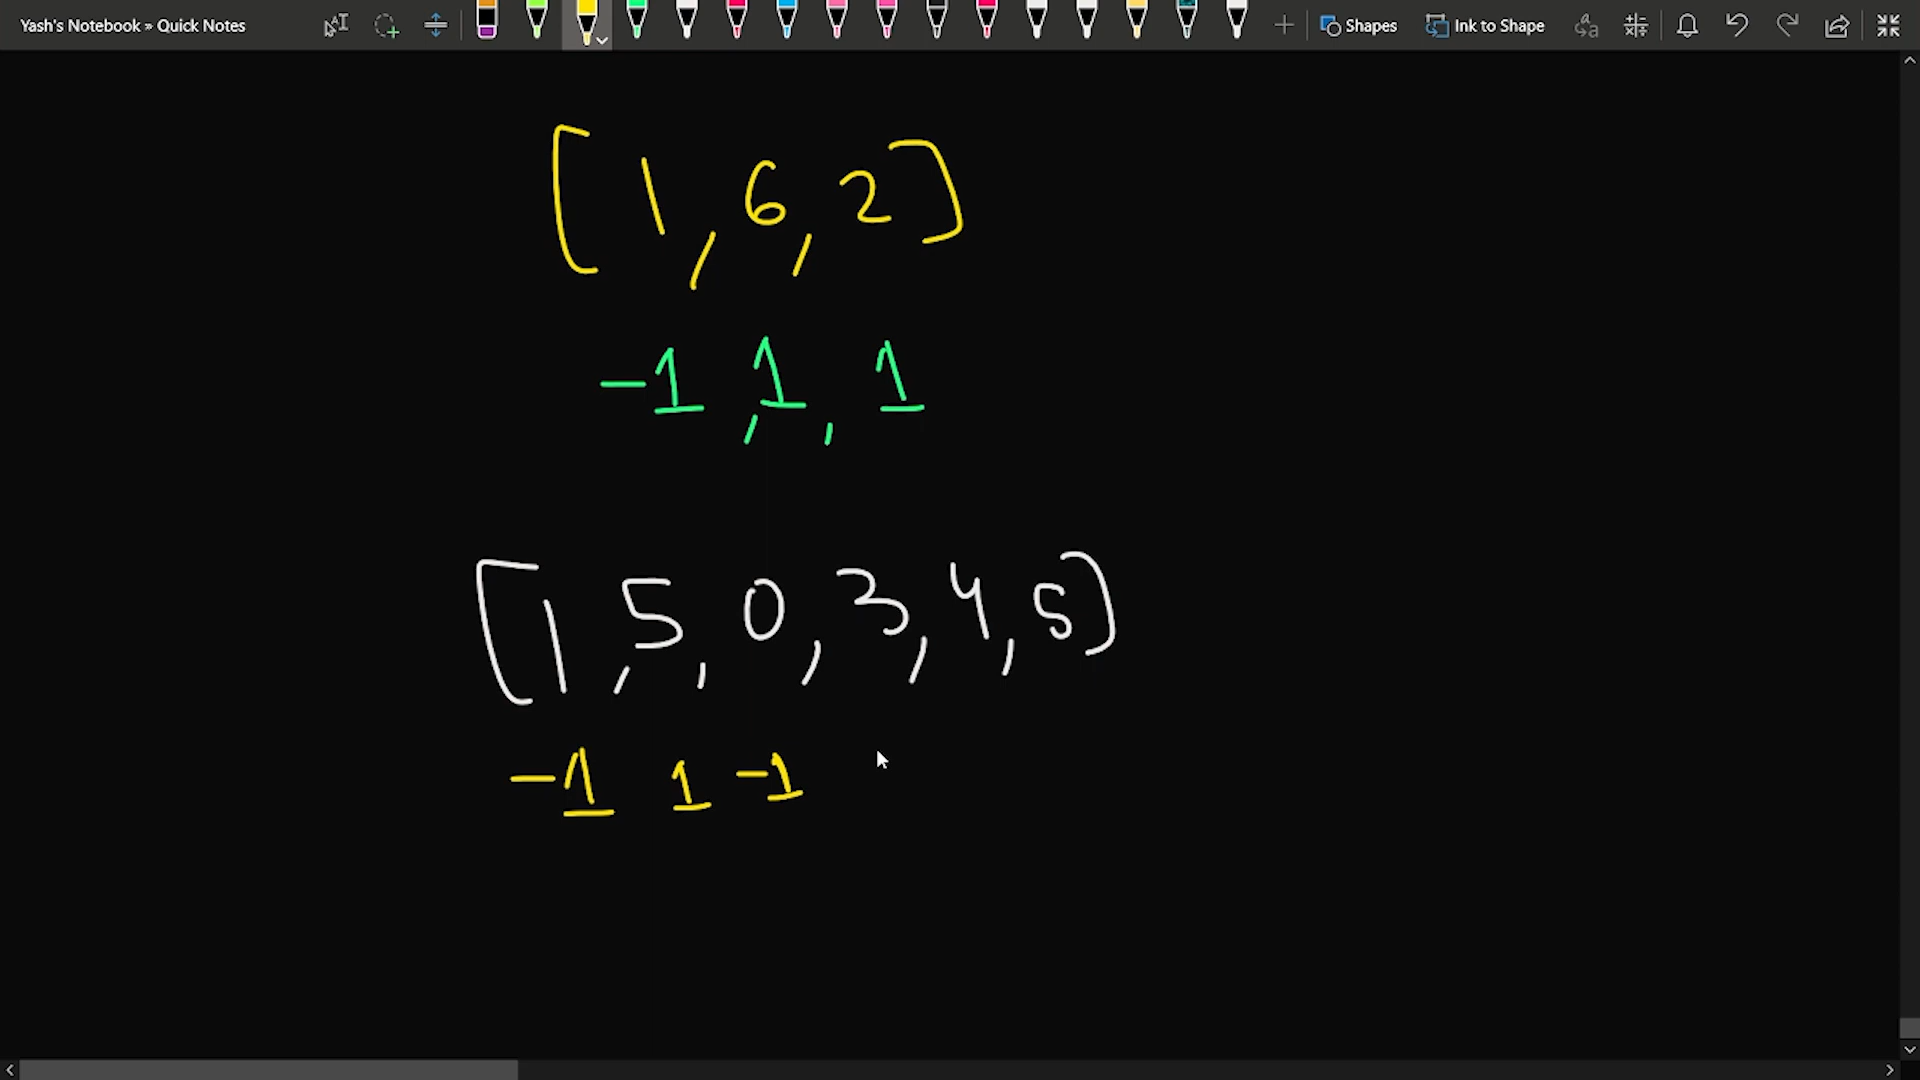 Yash's Notebook » Quick Notes Shapes Ink to Shape
[1, 6, 2]
-1, 1, 1
[1, 5, 0, 3, 4, 5]
-1 1 -1